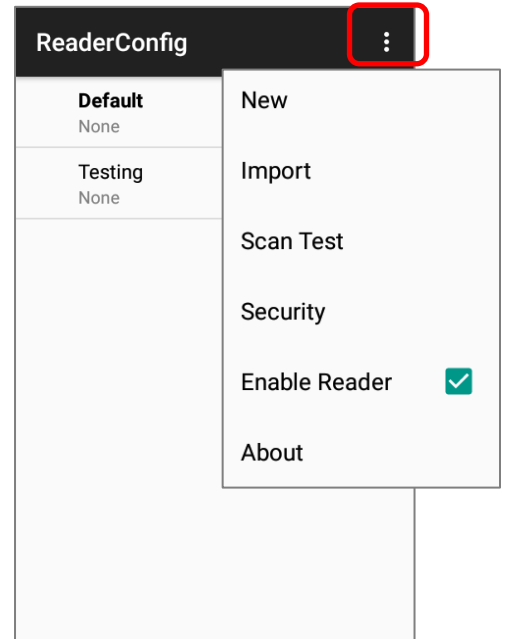 ReaderConfig
Default
None
Testing
None
New
Import
Scan Test
Security
Enable Reader
About